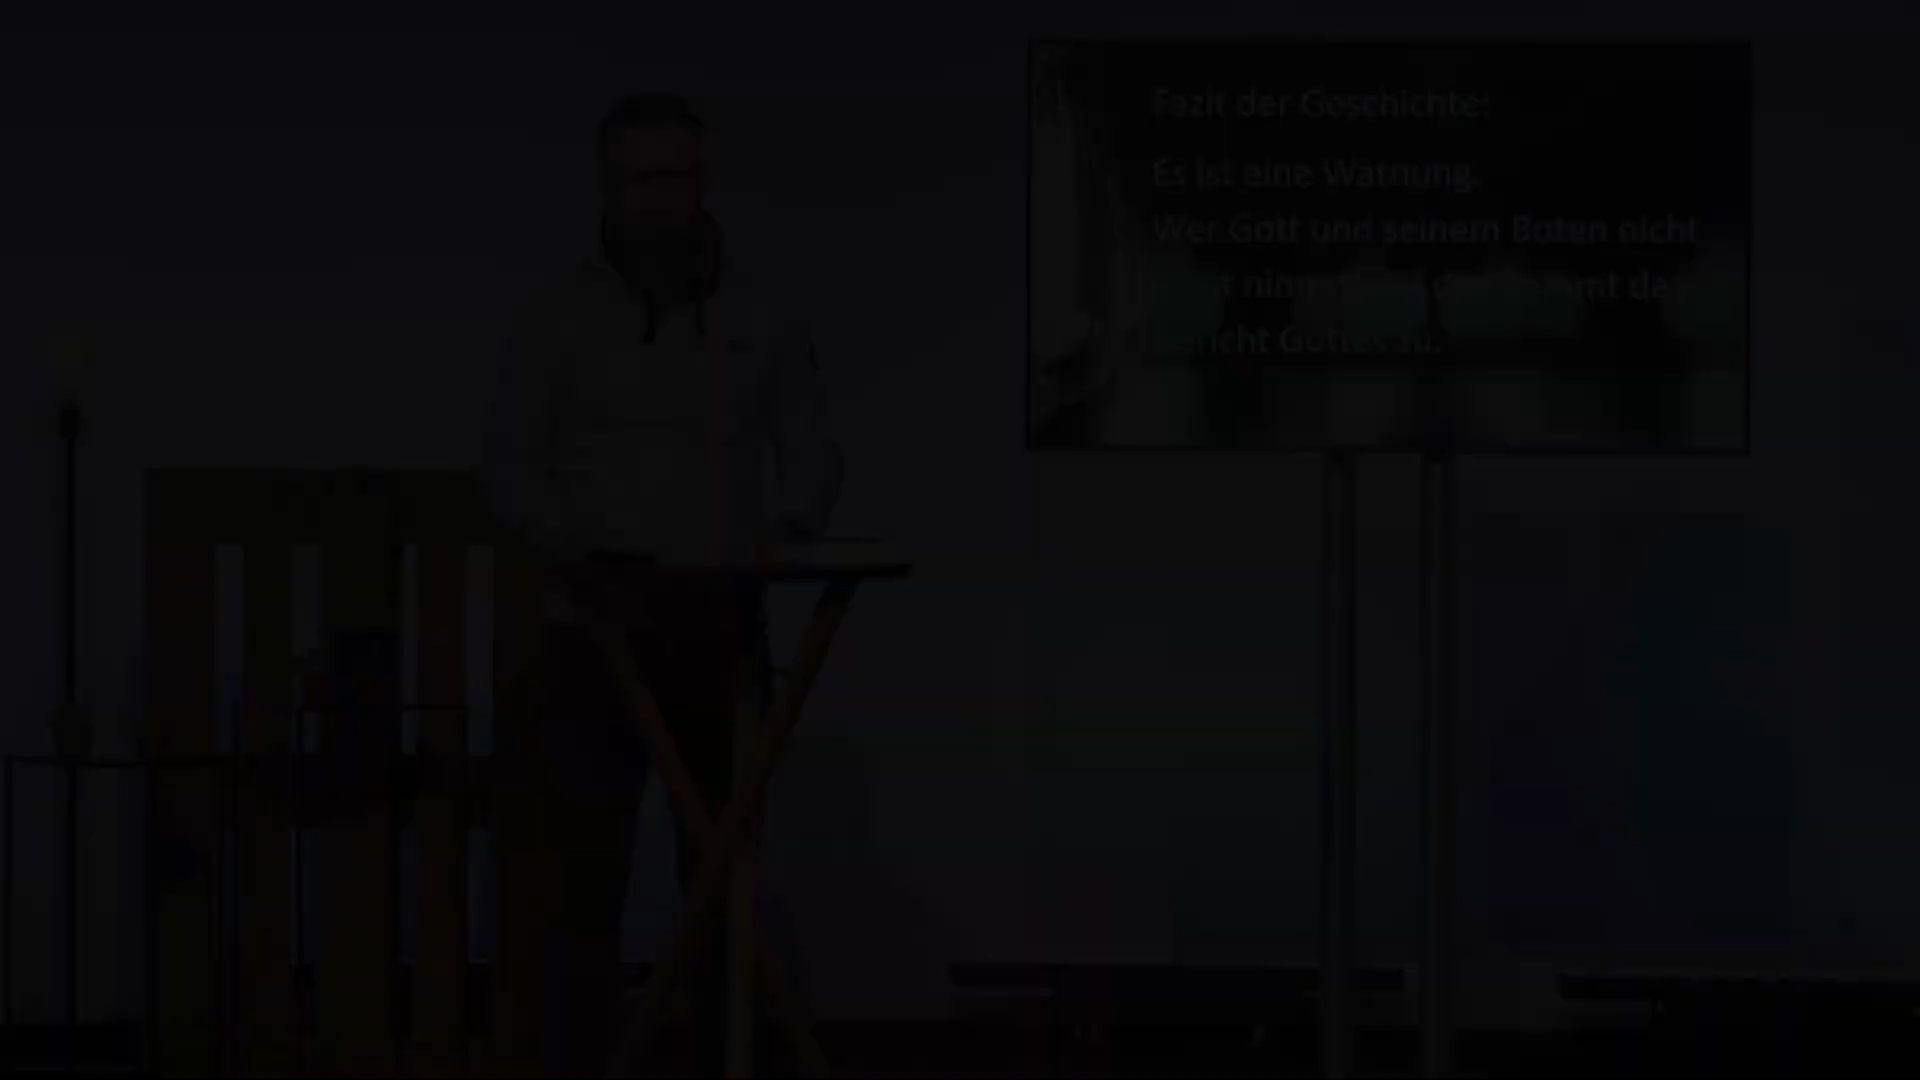 Fazit der Geschichte:
Es ist eine Warnung.
Wer Gott und seinem Boten nicht
Gottes zu.